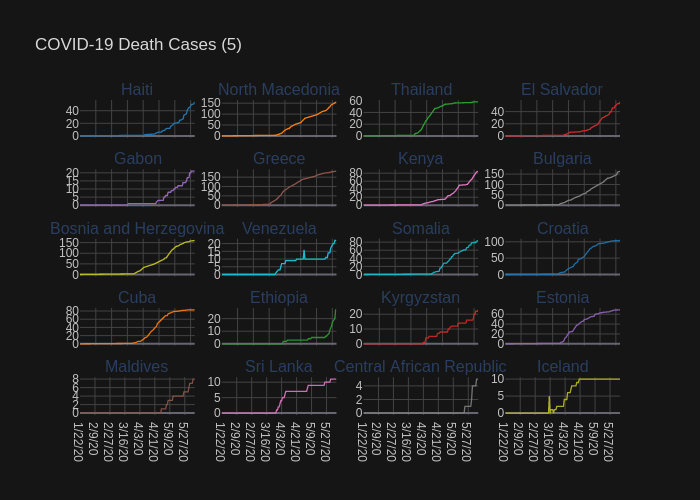 COVID-19 Death Cases (5)
Haiti North Macedonia Thailand El Salvador
40 20 0
150 100 50 0
60 40 20 0
40 20 0
Gabon Greece Kenya Bulgaria
20 15 10 5 0
150 100 50 0
80 60 40 20 0
150 100 50 0
Bosnia and Herzegovina Venezuela Somalia Croatia
150 100 50 0
20 15 10 5 0
80 60 40 20 0
100 50 0
Cuba Ethiopia Kyrgyzstan Estonia
80 60 40 20 0
20 10 0
20 10 0
60 40 20 0
Maldives Sri Lanka Central African Republic Iceland
8 6 4 2 0
10 5 0
4 2 0
10 5 0
1/22/20 2/9/20 2/27/20 3/16/20 4/3/20 4/21/20 5/9/20 5/27/20
1/22/20 2/9/20 2/27/20 3/16/20 4/3/20 4/21/20 5/9/20 5/27/20
1/22/20 2/9/20 2/27/20 3/16/20 4/3/20 4/21/20 5/9/20 5/27/20
1/22/20 2/9/20 2/27/20 3/16/20 4/3/20 4/21/20 5/9/20 5/27/20